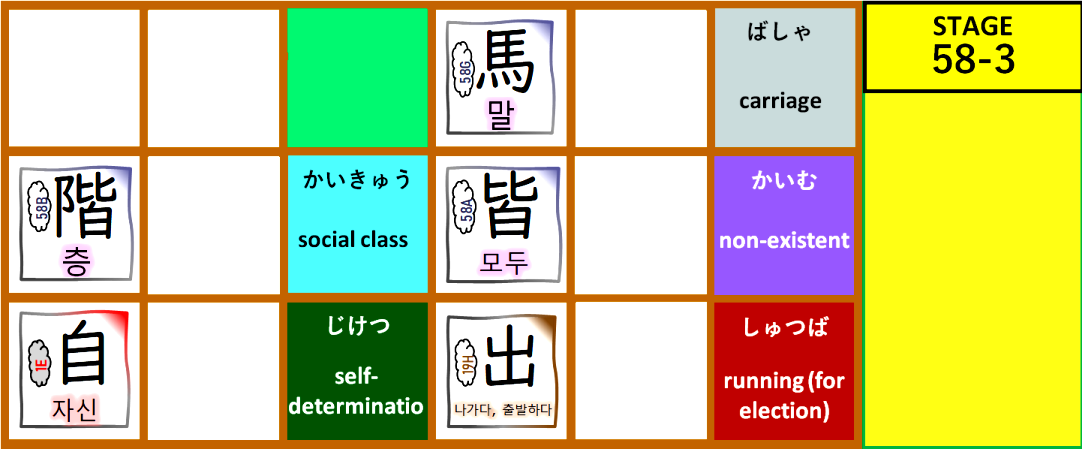 58G
馬
말
ばしゃ
carriage
STAGE
58-3
58B
階
층
かいきゅう
social class
58A
皆
모두
かいむ
non-existent
1E
自
자신
じけつ
self-
determinatio
19H
出
나가다, 출발하다
しゅつば
running (for
election)